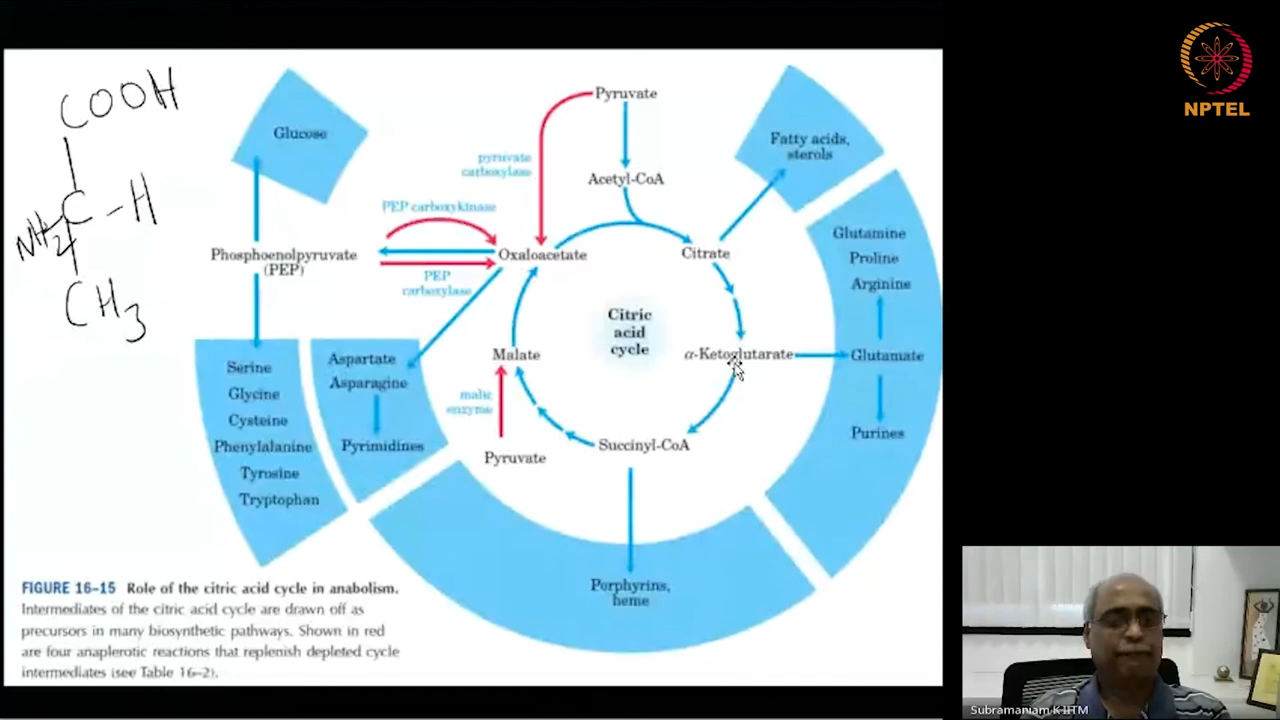 NPTEL
COOH
C - H
NH2
CH3
Glucose
Pyruvate
pyruvate
carboxylase
Acetyl-CoA
Fatty acids,
sterols
PEP carboxykinase
Phosphoenolpyruvate
(PEP)
Oxaloacetate
Citrate
PEP
carboxylase
Glutamine
Proline
Arginine
Citric
acid
cycle
Malate
α-Ketoglutarate
Glutamate
Serine
Glycine
Cysteine
Phenylalanine
Tyrosine
Tryptophan
Aspartate
Asparagine
Pyrimidines
malic
enzyme
Pyruvate
Succinyl-CoA
Purines
Porphyrins,
heme
FIGURE 16–15 Role of the citric acid cycle in anabolism.
Intermediates of the citric acid cycle are drawn off as
precursors in many biosynthetic pathways. Shown in red
are four anaplerotic reactions that replenish depleted cycle
intermediates (see Table 16–2).
Subramaniam K IITM